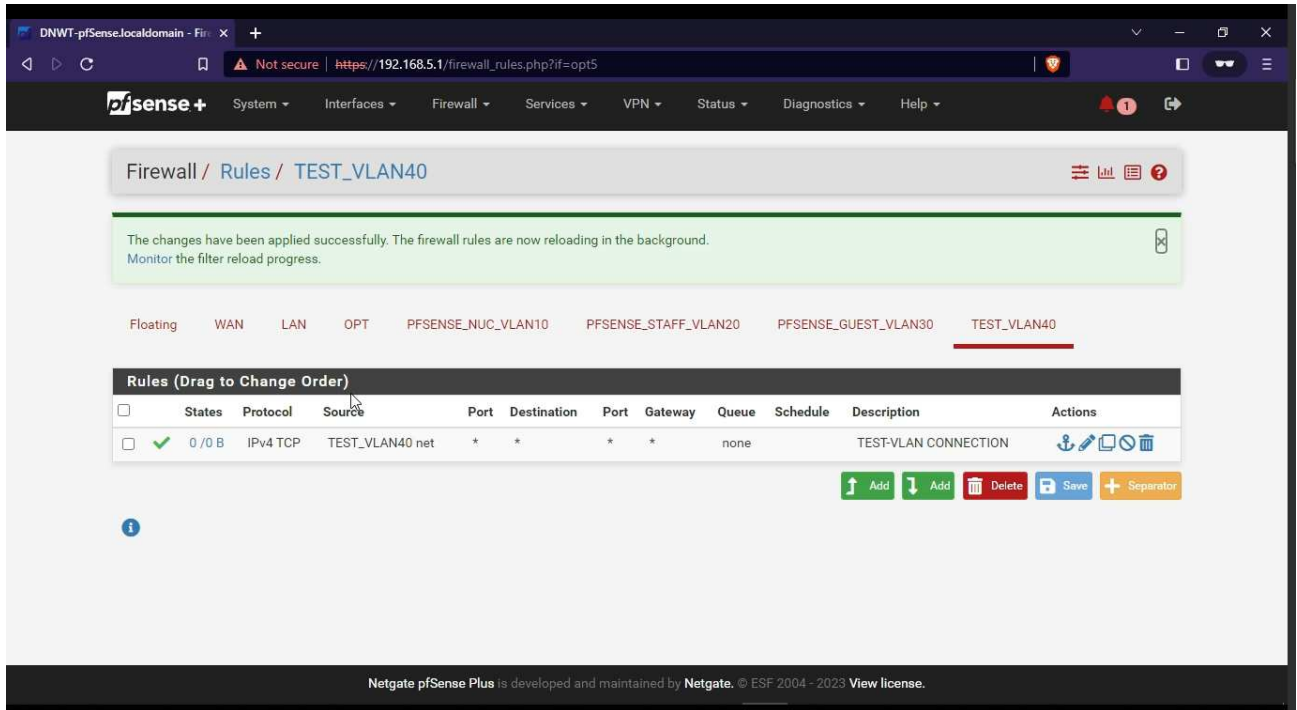 DNWT-pfSense.localdomain - Fir
Not secure https://192.168.5.1/firewall_rules.php?if=opt5
pfsense + System Interfaces Firewall Services VPN Status Diagnostics Help 1
Firewall / Rules / TEST_VLAN40
The changes have been applied successfully. The firewall rules are now reloading in the background.
Monitor the filter reload progress.
Floating WAN LAN OPT PFSENSE_NUC_VLAN10 PFSENSE_STAFF_VLAN20 PFSENSE_GUEST_VLAN30 TEST_VLAN40
Rules (Drag to Change Order)
States Protocol Source Port Destination Port Gateway Queue Schedule Description Actions
0 /0 B IPv4 TCP TEST_VLAN40 net * * * * none TEST-VLAN CONNECTION
Add Add Delete Save Separator
Netgate pfSense Plus is developed and maintained by Netgate. © ESF 2004 - 2023 View license.